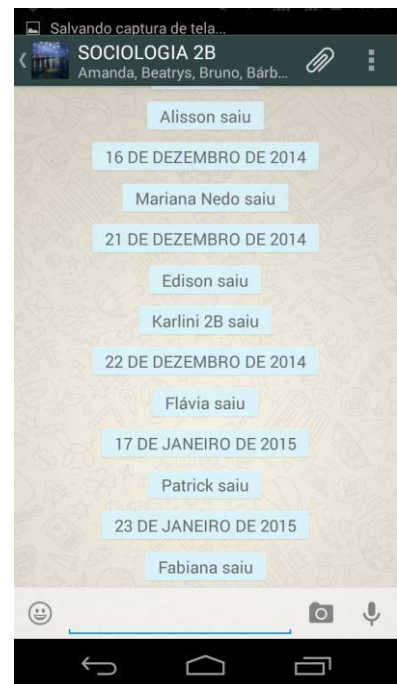 Salvando captura de tela...
SOCIOLOGIA 2B
Amanda, Beatrys, Bruno, Bárb...
Alisson saiu
16 DE DEZEMBRO DE 2014
Mariana Nedo saiu
21 DE DEZEMBRO DE 2014
Edison saiu
Karlini 2B saiu
22 DE DEZEMBRO DE 2014
Flávia saiu
17 DE JANEIRO DE 2015
Patrick saiu
23 DE JANEIRO DE 2015
Fabiana saiu